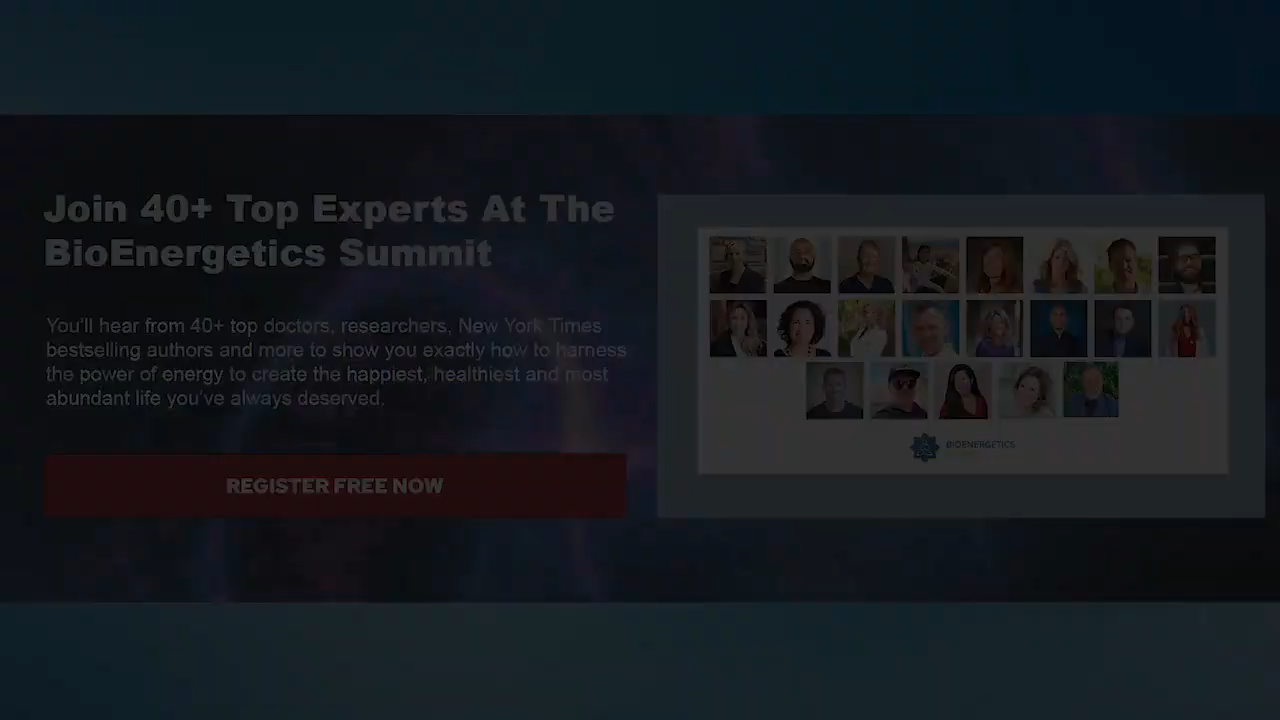 Join 40+ Top Experts At The
BioEnergetics Summit
You'll hear from 40+ top doctors, researchers, New York Times
bestselling authors and more to show you exactly how to harness
the power of energy to create the happiest, healthiest and most
abundant life you've always deserved.
REGISTER FREE NOW
BIOENERGETICS